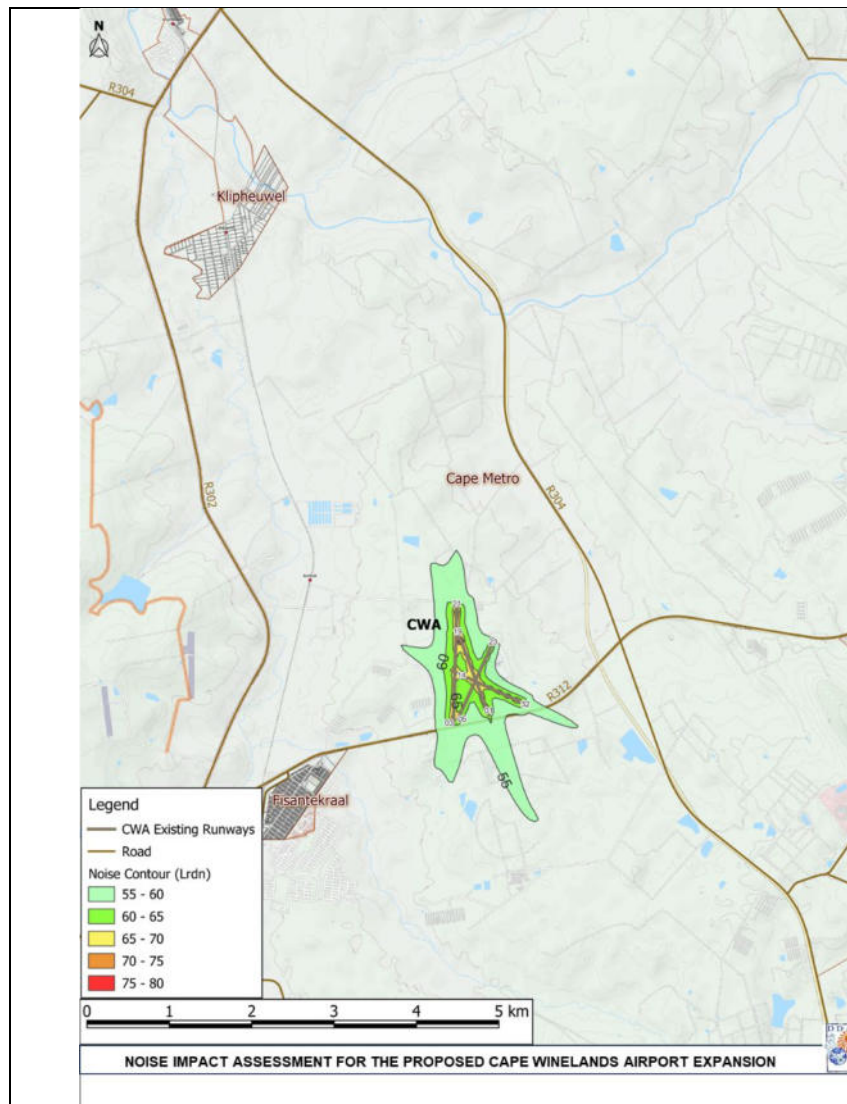 N
R304
Klipheuwel
R302
Cape Metro
R304
CWA
60
65
R312
55
Fisantekraal
Legend
CWA Existing Runways
Road
Noise Contour (Lrdn)
55 - 60
60 - 65
65 - 70
70 - 75
75 - 80
0 1 2 3 4 5 km
NOISE IMPACT ASSESSMENT FOR THE PROPOSED CAPE WINELANDS AIRPORT EXPANSION